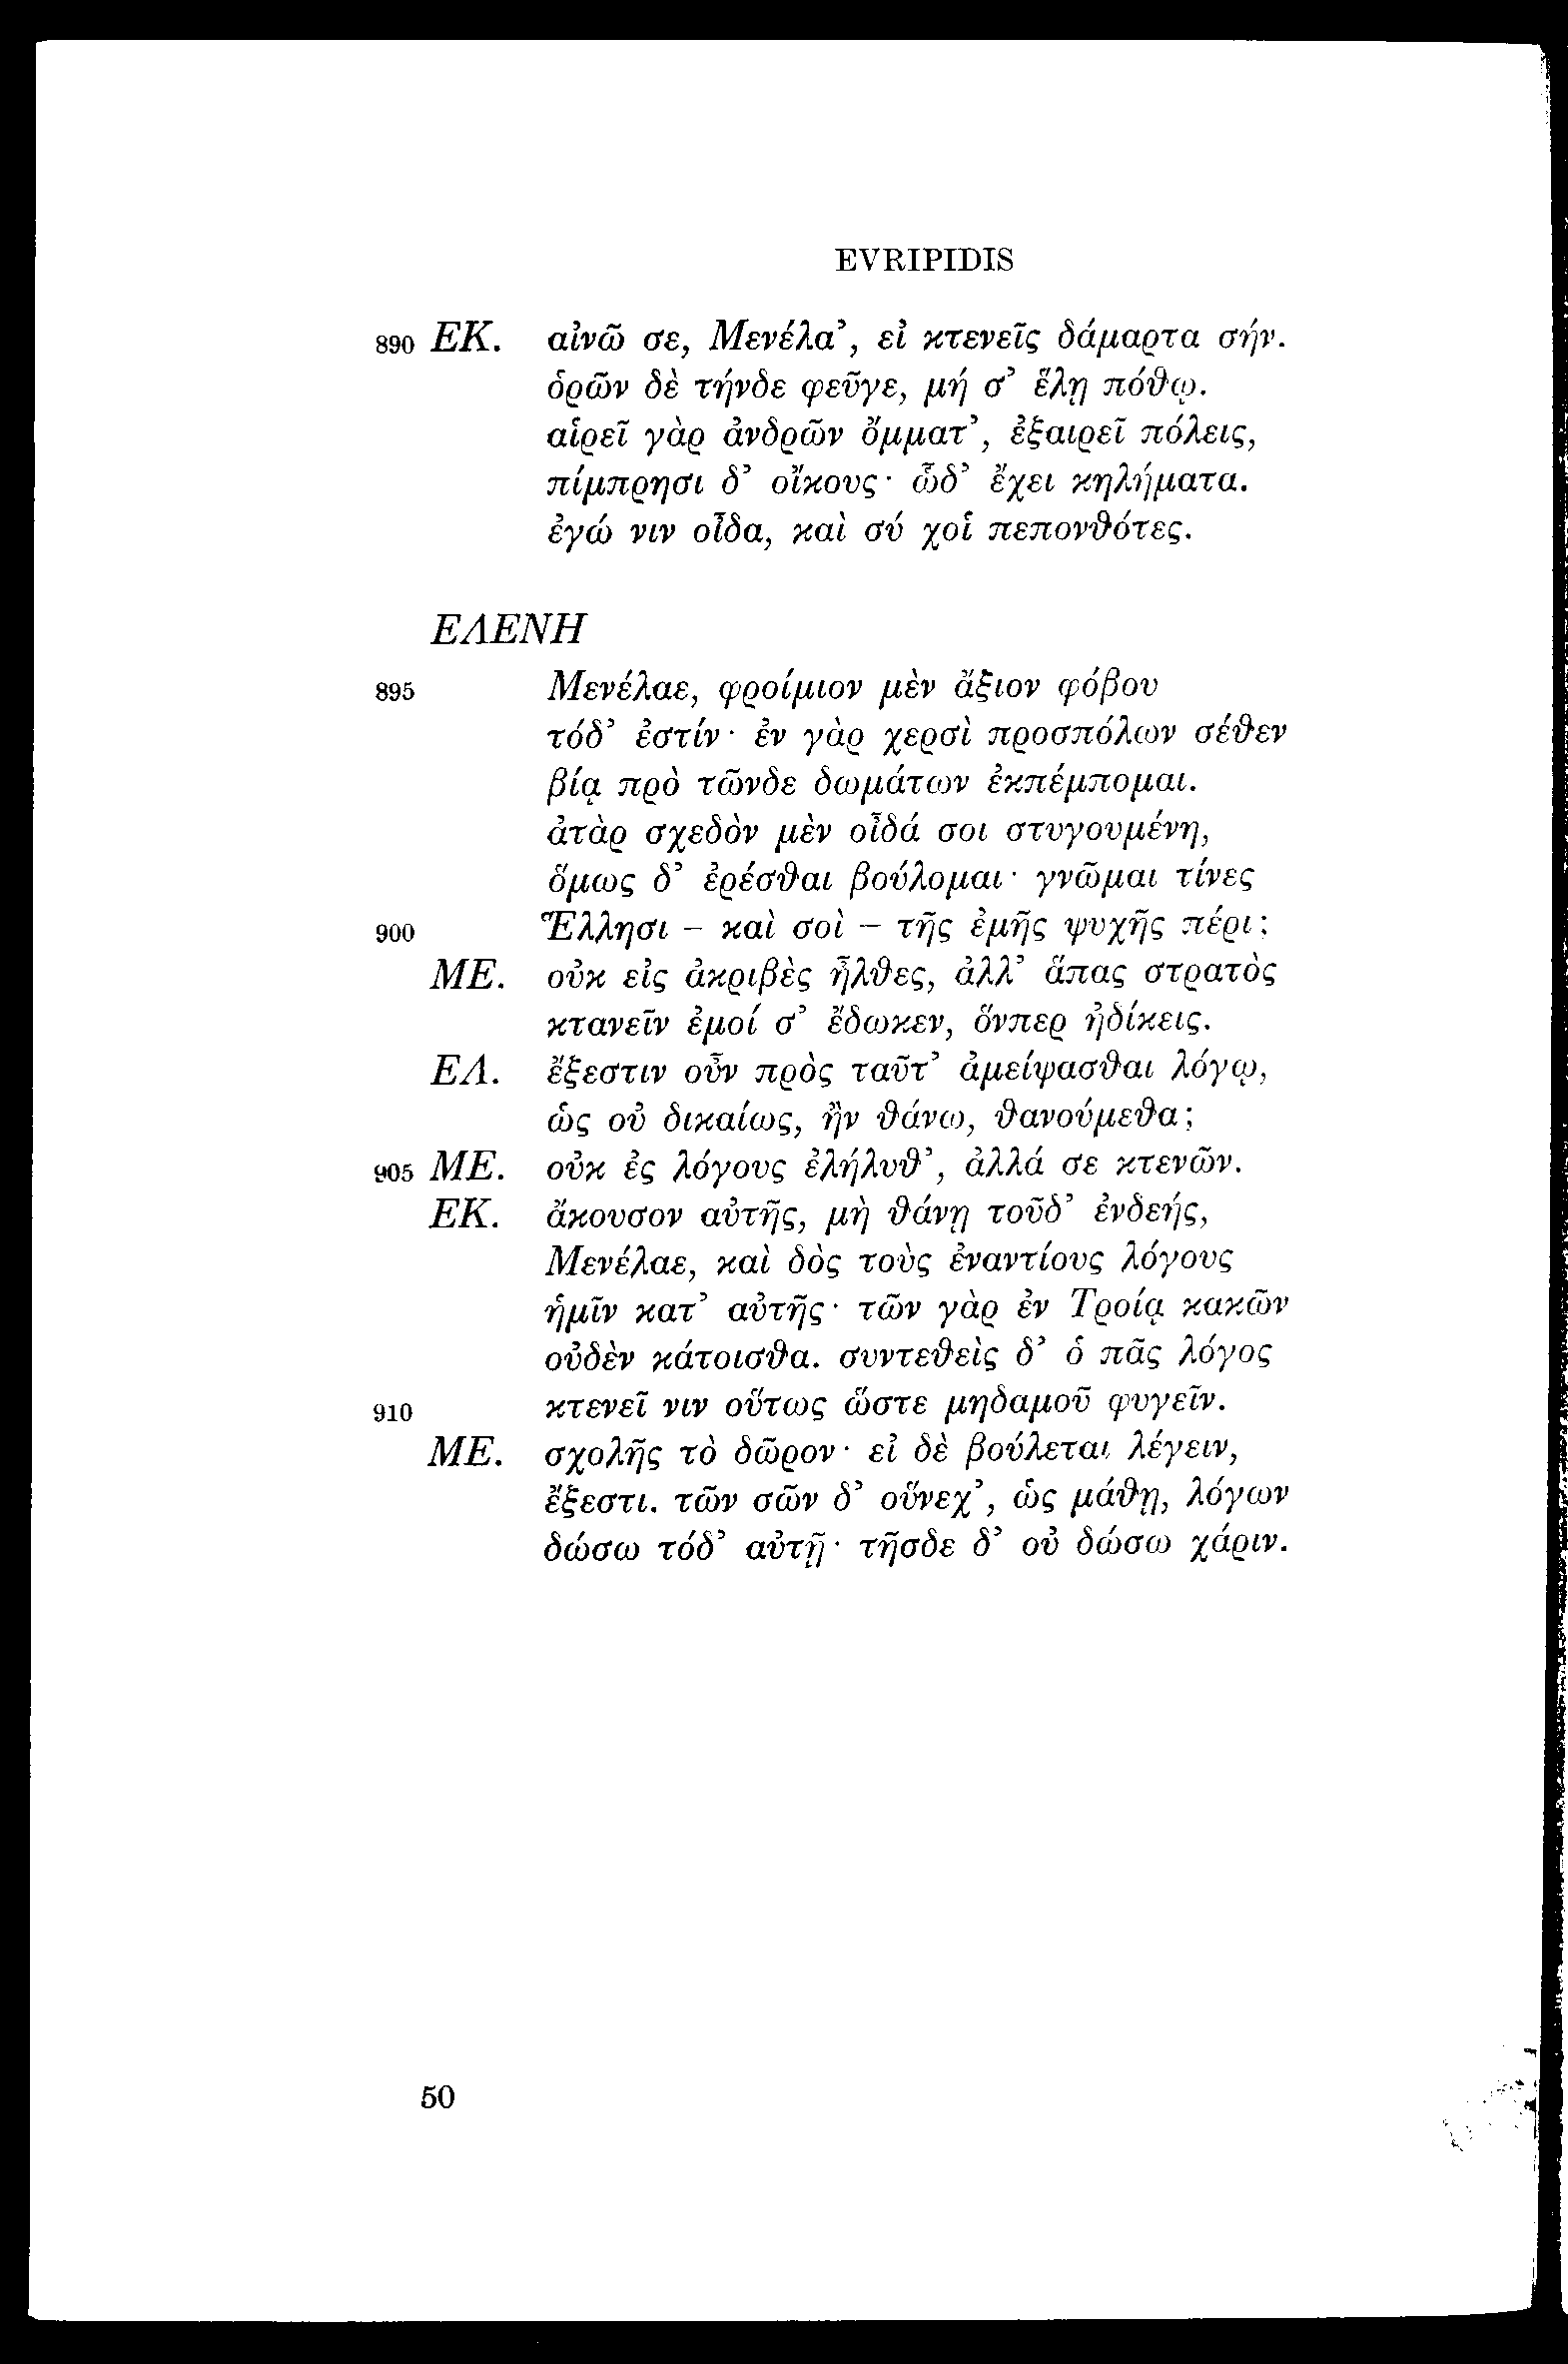 EVRIPIDIS
890 ΕΚ. αἰνῶ σε, Μενέλα’, εἰ κτενεῖς δάμαρτα σήν.
ὁρῶν δὲ τήνδε φεῦγε, μή σ’ ἕλῃ πόθῳ.
αἱρεῖ γὰρ ἀνδρῶν ὄμματ’, ἐξαιρεῖ πόλεις,
πίμπρησι δ’ οἴκους· ὧδ’ ἔχει κηλήματα.
ἐγώ νιν οἶδα, καὶ σύ χοἱ πεπονθότες.
ΕΛΕΝΗ
895 Μενέλαε, φροίμιον μὲν ἄξιον φόβου
τόδ’ ἐστίν· ἐν γὰρ χερσὶ προσπόλων σέθεν
βίᾳ πρὸ τῶνδε δωμάτων ἐκπέμπομαι.
ἀτὰρ σχεδὸν μὲν οἶδά σοι στυγουμένη,
ὅμως δ’ ἐρέσθαι βούλομαι· γνῶμαι τίνες
900 Ἕλλησι – καὶ σοὶ – τῆς ἐμῆς ψυχῆς πέρι;
ΜΕ. οὐκ εἰς ἀκριβὲς ἦλθες, ἀλλ’ ἅπας στρατὸς
κτανεῖν ἐμοί σ’ ἔδωκεν, ὅνπερ ἠδίκεις.
ΕΛ. ἔξεστιν οὖν πρὸς ταῦτ’ ἀμείψασθαι λόγῳ,
ὡς οὐ δικαίως, ἢν θάνω, θανούμεθα;
905 ΜΕ. οὐκ ἐς λόγους ἐλήλυθ’, ἀλλά σε κτενῶν.
ΕΚ. ἄκουσον αὐτῆς, μὴ θάνῃ τοῦδ’ ἐνδεής,
Μενέλαε, καὶ δὸς τοὺς ἐναντίους λόγους
ἡμῖν κατ’ αὐτῆς· τῶν γὰρ ἐν Τροίᾳ κακῶν
οὐδὲν κάτοισθα. συντεθεὶς δ’ ὁ πᾶς λόγος
910 κτενεῖ νιν οὕτως ὥστε μηδαμοῦ φυγεῖν.
ΜΕ. σχολῆς τὸ δῶρον· εἰ δὲ βούλεται λέγειν,
ἔξεστι. τῶν σῶν δ’ οὕνεχ’, ὡς μάθῃ, λόγων
δώσω τόδ’ αὐτῇ· τῆσδε δ’ οὐ δώσω χάριν.
50